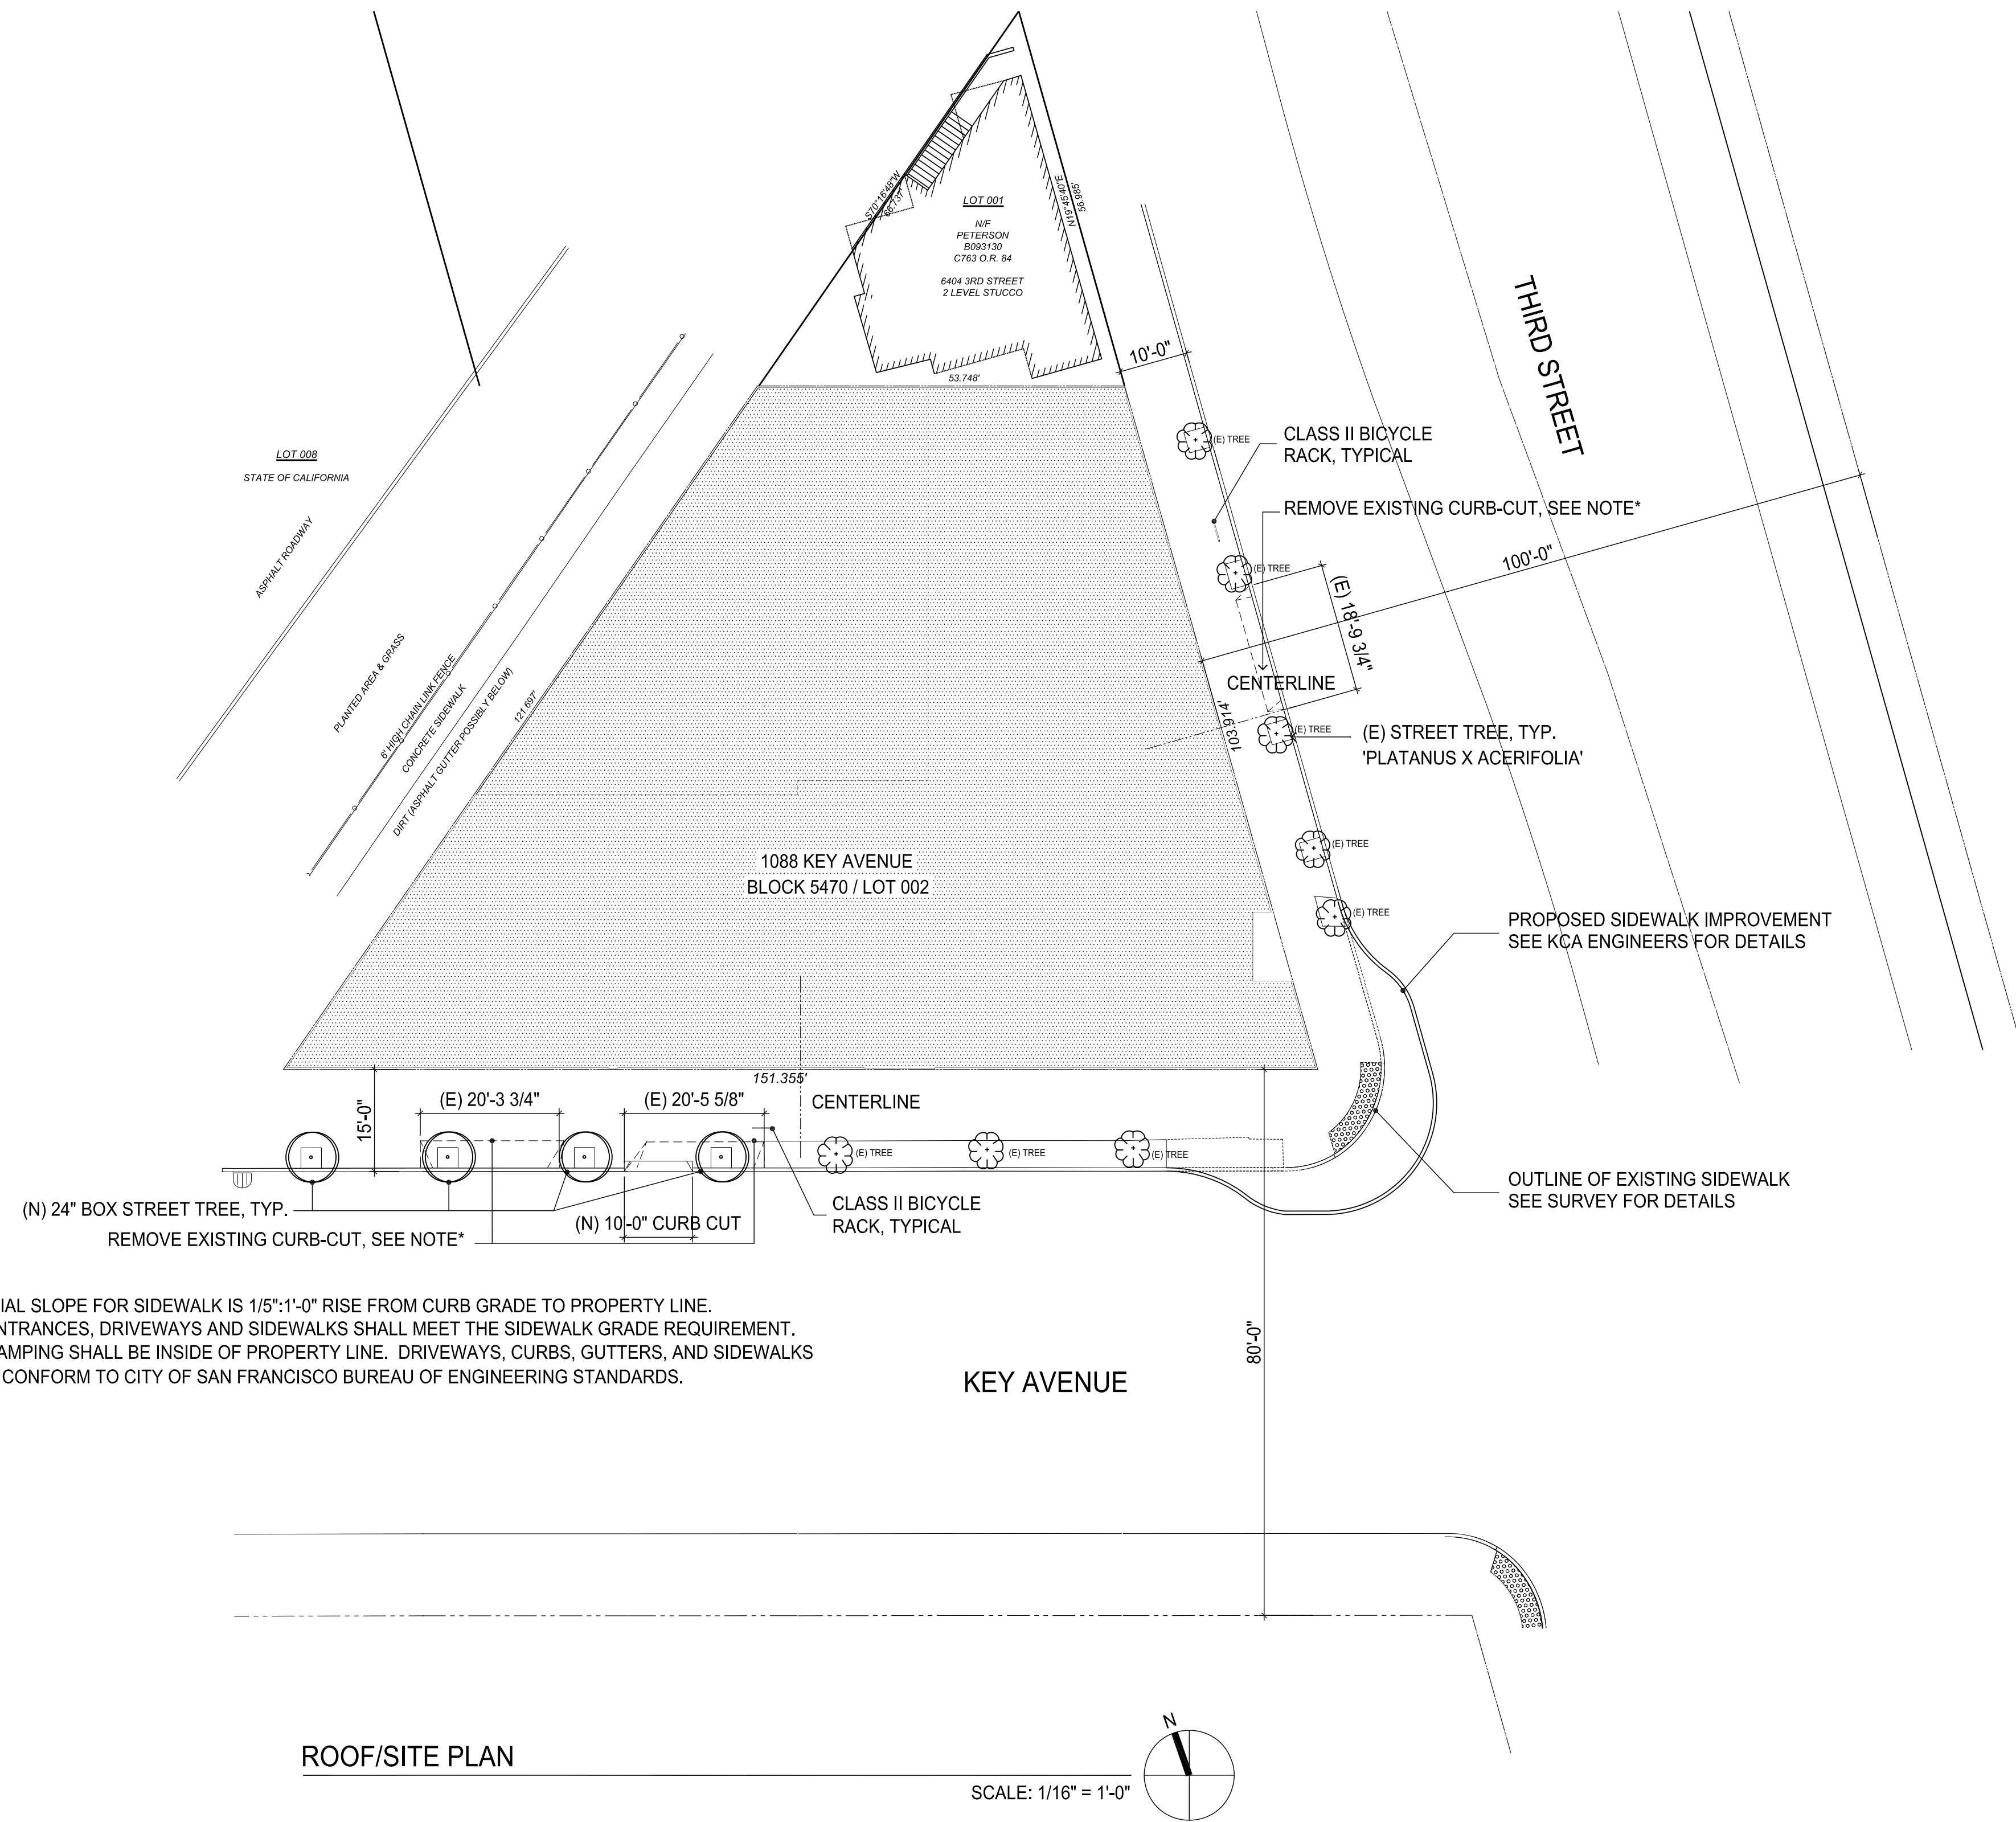 S70°16'48"W
66.737'
LOT 001
N/F
PETERSON
B093130
C763 O.R. 84
6404 3RD STREET
2 LEVEL STUCCO
N19°45'40"E
56.985'
53.748'
10'-0"
THIRD STREET
LOT 008
STATE OF CALIFORNIA
ASPHALT ROADWAY
PLANTED AREA & GRASS
6' HIGH CHAIN LINK FENCE
CONCRETE SIDEWALK
DIRT (ASPHALT GUTTER POSSIBLY BELOW)
121.697'
(E) TREE
CLASS II BICYCLE
RACK, TYPICAL
REMOVE EXISTING CURB-CUT, SEE NOTE*
100'-0"
(E) TREE
(E) 18'-9 3/4"
CENTERLINE
103.914'
(E) TREE
(E) STREET TREE, TYP.
'PLATANUS X ACERIFOLIA'
(E) TREE
1088 KEY AVENUE
BLOCK 5470 / LOT 002
(E) TREE
PROPOSED SIDEWALK IMPROVEMENT
SEE KCA ENGINEERS FOR DETAILS
151.355'
15'-0"
(E) 20'-3 3/4"
(E) 20'-5 5/8"
CENTERLINE
(E) TREE
(E) TREE
(E) TREE
OUTLINE OF EXISTING SIDEWALK
SEE SURVEY FOR DETAILS
(N) 24" BOX STREET TREE, TYP.
(N) 10'-0" CURB CUT
CLASS II BICYCLE
RACK, TYPICAL
REMOVE EXISTING CURB-CUT, SEE NOTE*
IAL SLOPE FOR SIDEWALK IS 1/5":1'-0" RISE FROM CURB GRADE TO PROPERTY LINE.
NTRANCES, DRIVEWAYS AND SIDEWALKS SHALL MEET THE SIDEWALK GRADE REQUIREMENT.
AMPING SHALL BE INSIDE OF PROPERTY LINE. DRIVEWAYS, CURBS, GUTTERS, AND SIDEWALKS
CONFORM TO CITY OF SAN FRANCISCO BUREAU OF ENGINEERING STANDARDS.
80'-0"
KEY AVENUE
ROOF/SITE PLAN
N
SCALE: 1/16" = 1'-0"